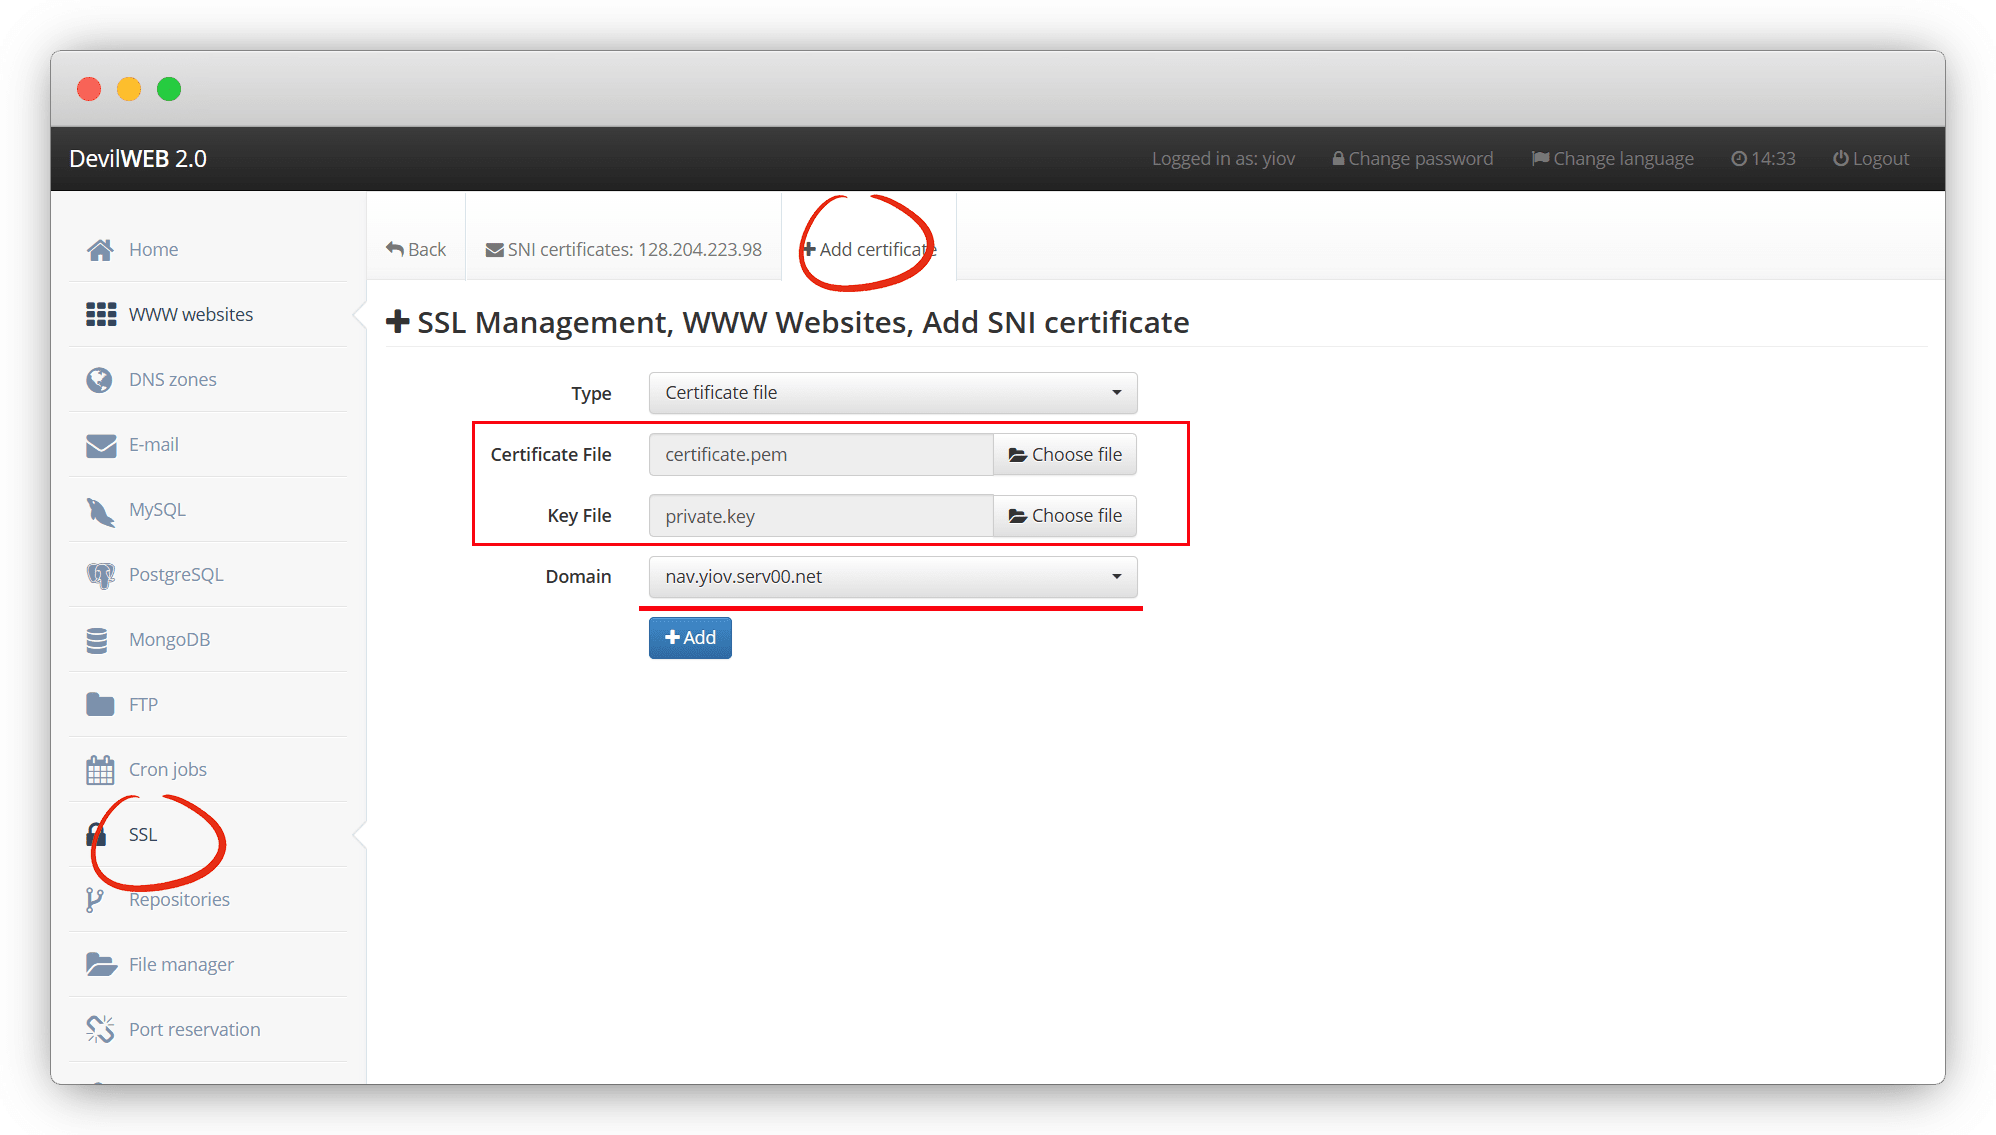 DevilWEB 2.0
Logged in as: yiov
Change password
Change language
14:33
Logout
Home
WWW websites
DNS zones
E-mail
MySQL
PostgreSQL
MongoDB
FTP
Cron jobs
SSL
Repositories
File manager
Port reservation
Back
SNI certificates: 128.204.223.98
Add certificate
SSL Management, WWW Websites, Add SNI certificate
Type
Certificate file
Certificate File
certificate.pem
Choose file
Key File
private.key
Choose file
Domain
nav.yiov.serv00.net
Add